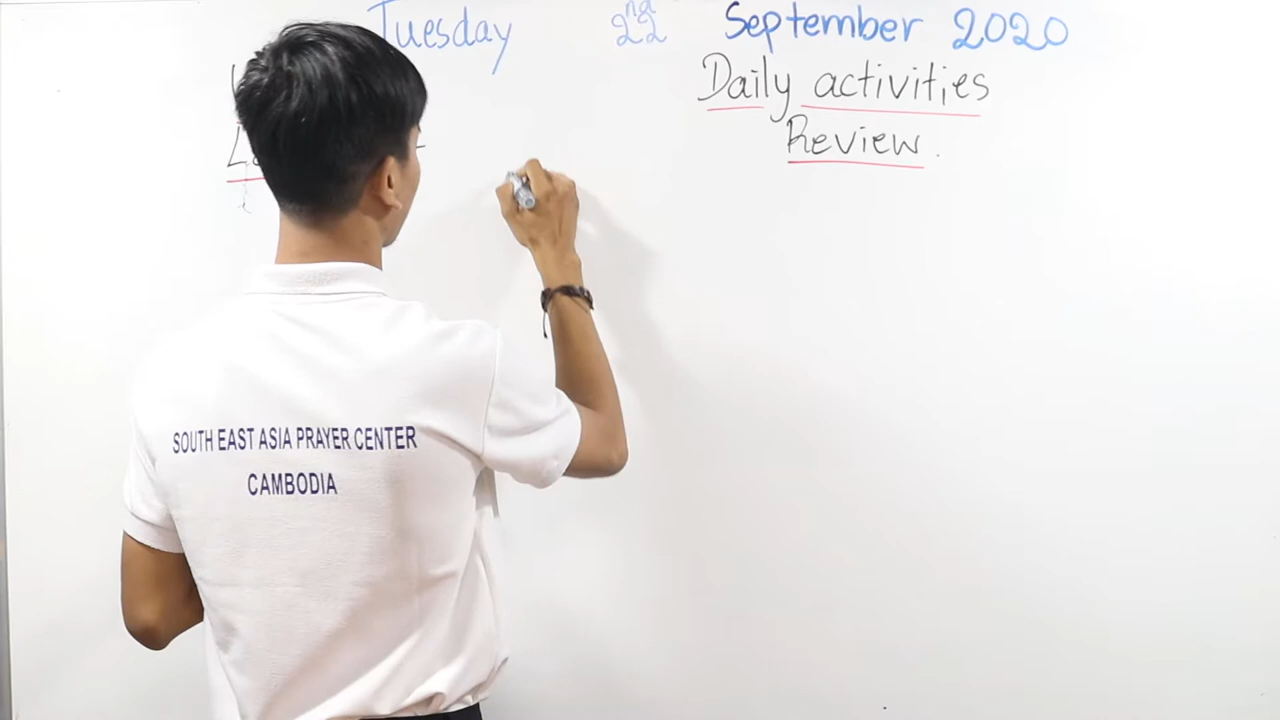 Tuesday 22nd September 2020
Daily activities
Review.
SOUTH EAST ASIA PRAYER CENTER
CAMBODIA